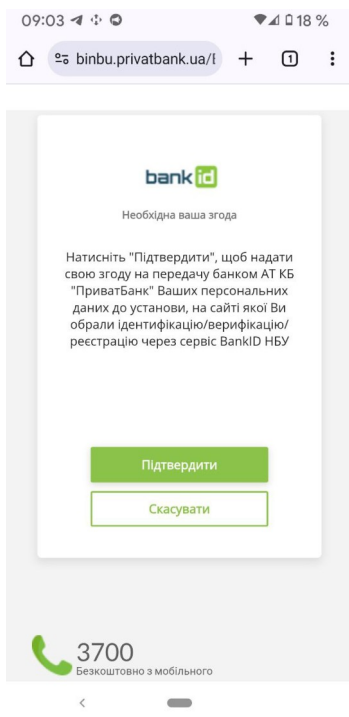 09:03 18 %
binbu.privatbank.ua/ 1
bank id
Необхідна ваша згода
Натисніть "Підтвердити", щоб надати
свою згоду на передачу банком АТ КБ
"ПриватБанк" Ваших персональних
даних до установи, на сайті якої Ви
обрали ідентифікацію/верифікацію/
реєстрацію через сервіс BankID НБУ
Підтвердити
Скасувати
3700
Безкоштовно з мобільного